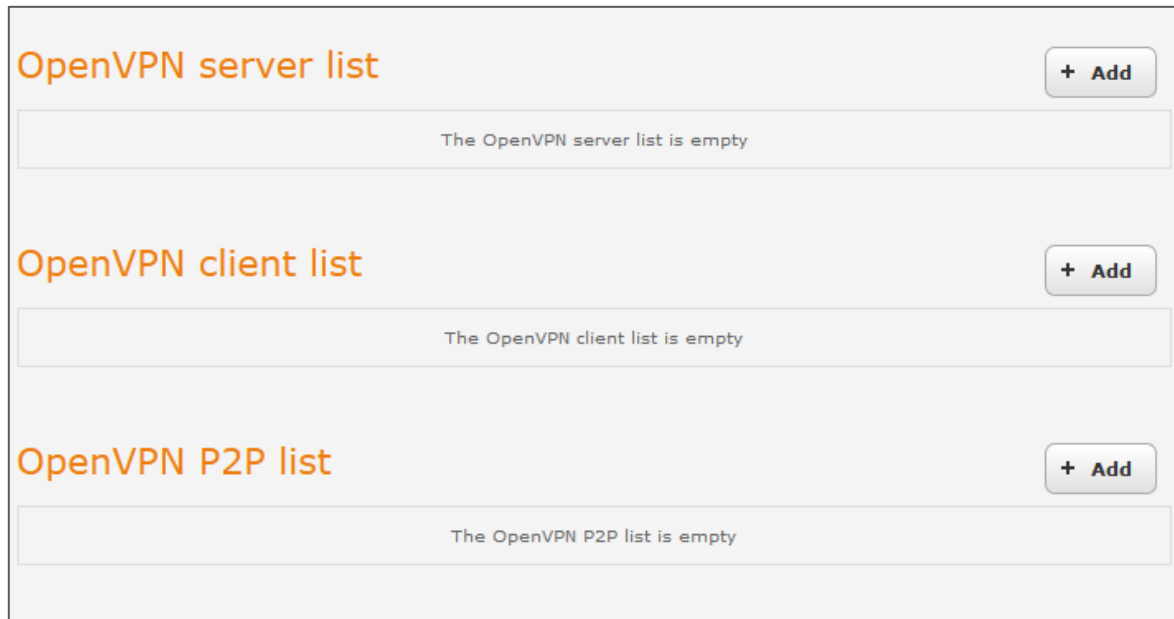 OpenVPN server list
+ Add
The OpenVPN server list is empty
OpenVPN client list
+ Add
The OpenVPN client list is empty
OpenVPN P2P list
+ Add
The OpenVPN P2P list is empty